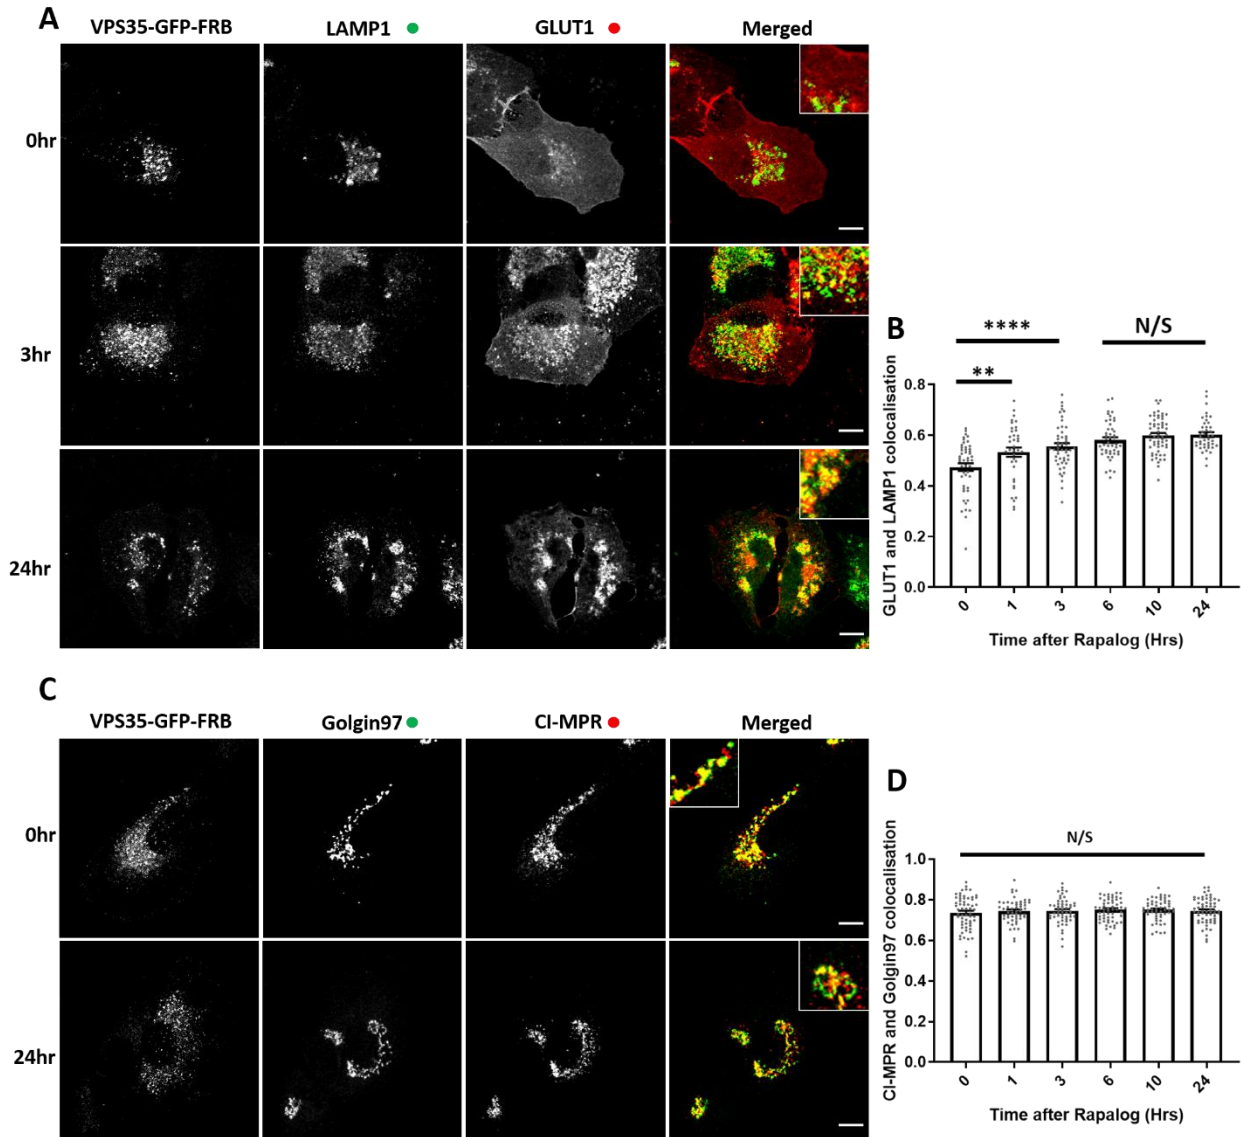 A
VPS35-GFP-FRB
LAMP1
GLUT1
Merged
0hr
3hr
24hr
B
****
N/S
**
GLUT1 and LAMP1 colocalisation
0.8
0.6
0.4
0.2
0.0
0
1
3
6
10
24
Time after Rapalog (Hrs)
C
VPS35-GFP-FRB
Golgin97
CI-MPR
Merged
0hr
24hr
D
N/S
CI-MPR and Golgin97 colocalisation
1.0
0.8
0.6
0.4
0.2
0.0
0
1
3
6
10
24
Time after Rapalog (Hrs)